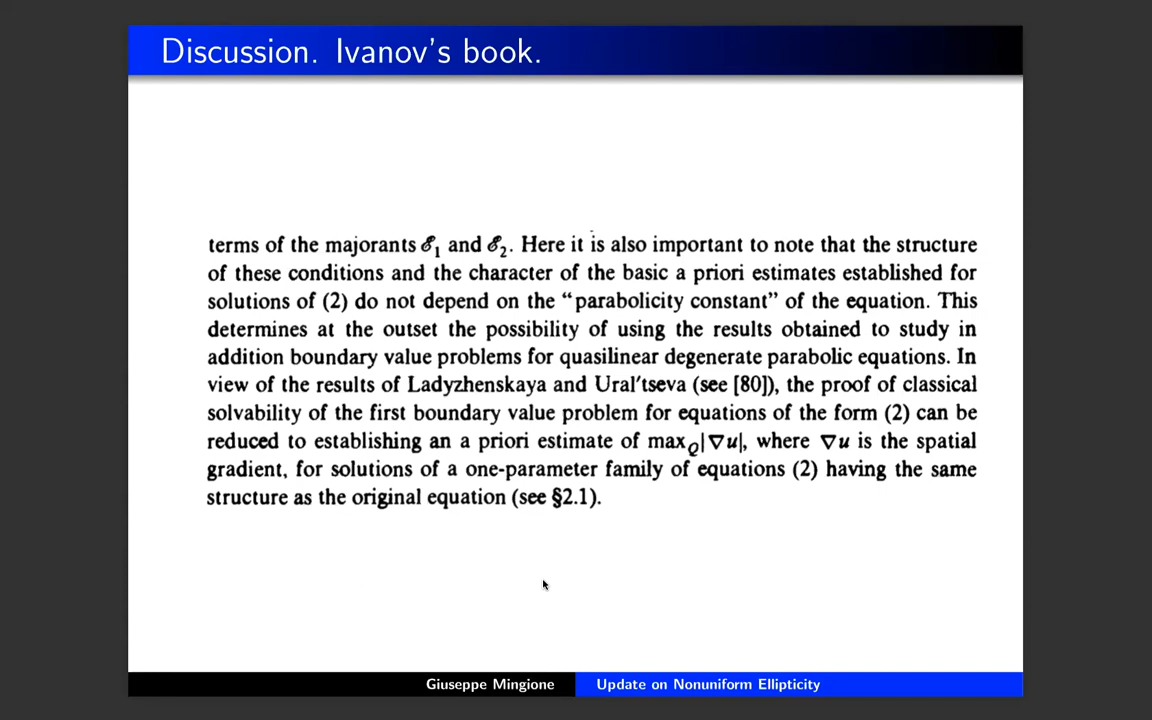 Discussion. Ivanov's book.
terms of the majorants ℰ₁ and ℰ₂. Here it is also important to note that the structure
of these conditions and the character of the basic a priori estimates established for
solutions of (2) do not depend on the “parabolicity constant” of the equation. This
determines at the outset the possibility of using the results obtained to study in
addition boundary value problems for quasilinear degenerate parabolic equations. In
view of the results of Ladyzhenskaya and Ural′tseva (see [80]), the proof of classical
solvability of the first boundary value problem for equations of the form (2) can be
reduced to establishing an a priori estimate of max_Q|∇u|, where ∇u is the spatial
gradient, for solutions of a one-parameter family of equations (2) having the same
structure as the original equation (see §2.1).
Giuseppe Mingione
Update on Nonuniform Ellipticity